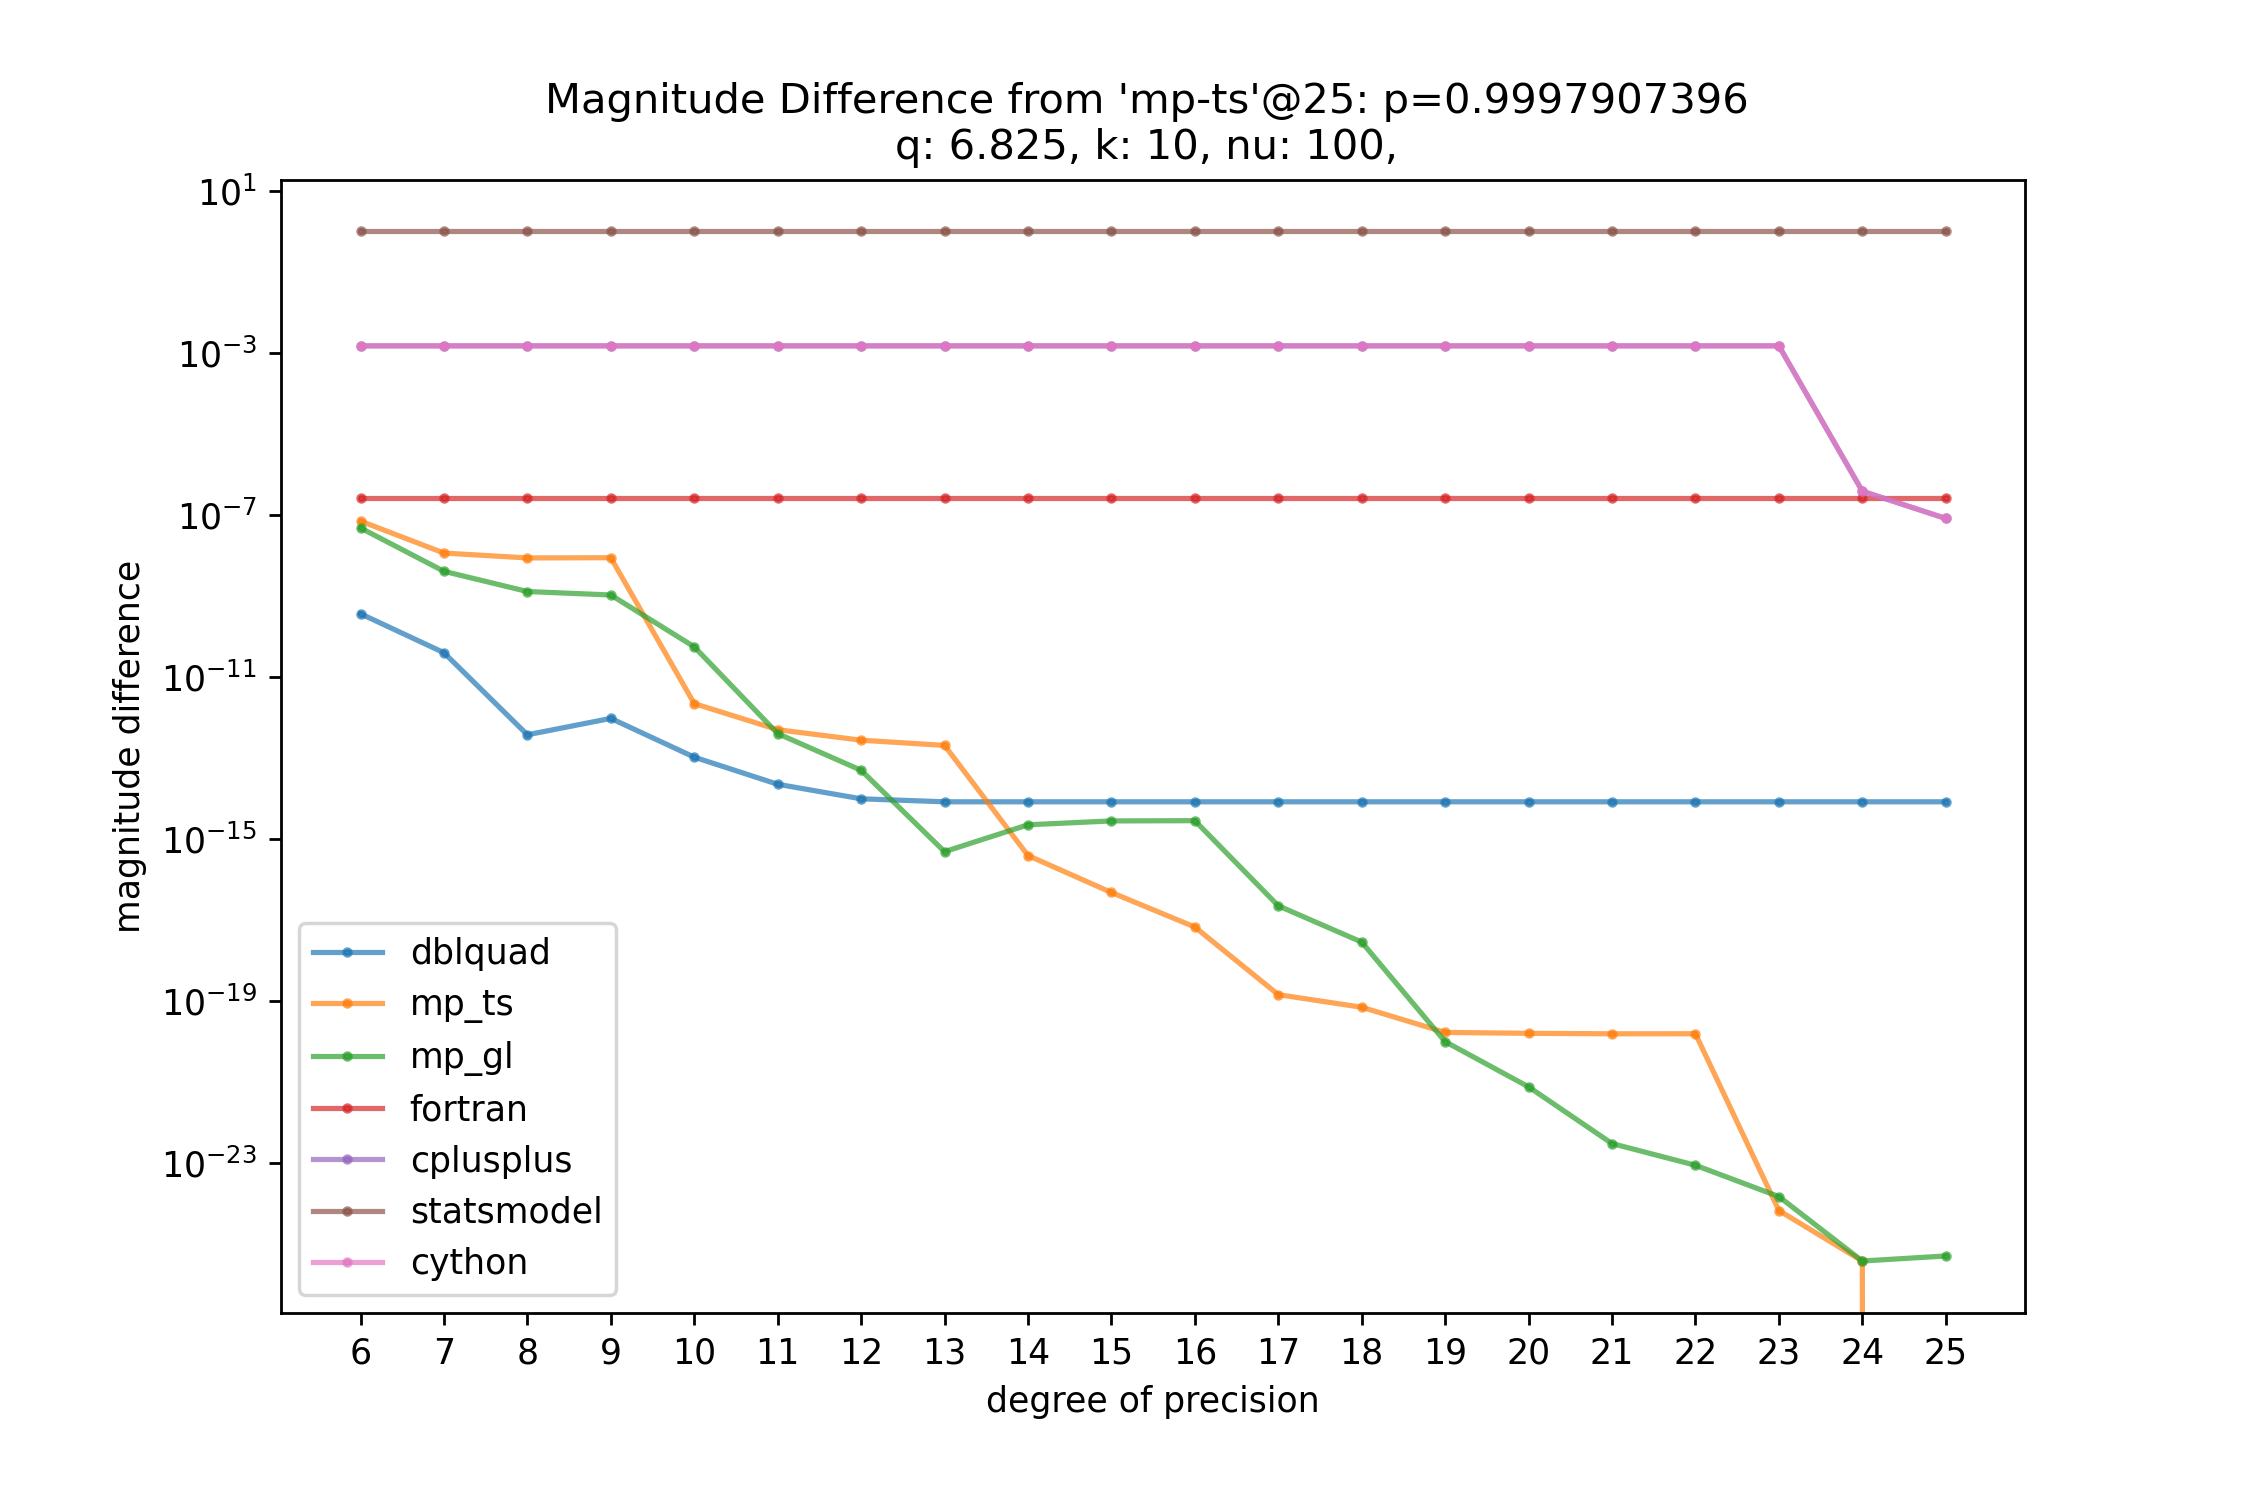 Magnitude Difference from 'mp-ts'@25: p=0.9997907396
q: 6.825, k: 10, nu: 100,
magnitude difference
10¹
10⁻³
10⁻⁷
10⁻¹¹
10⁻¹⁵
10⁻¹⁹
10⁻²³
dblquad
mp_ts
mp_gl
fortran
cplusplus
statsmodel
cython
6 7 8 9 10 11 12 13 14 15 16 17 18 19 20 21 22 23 24 25
degree of precision